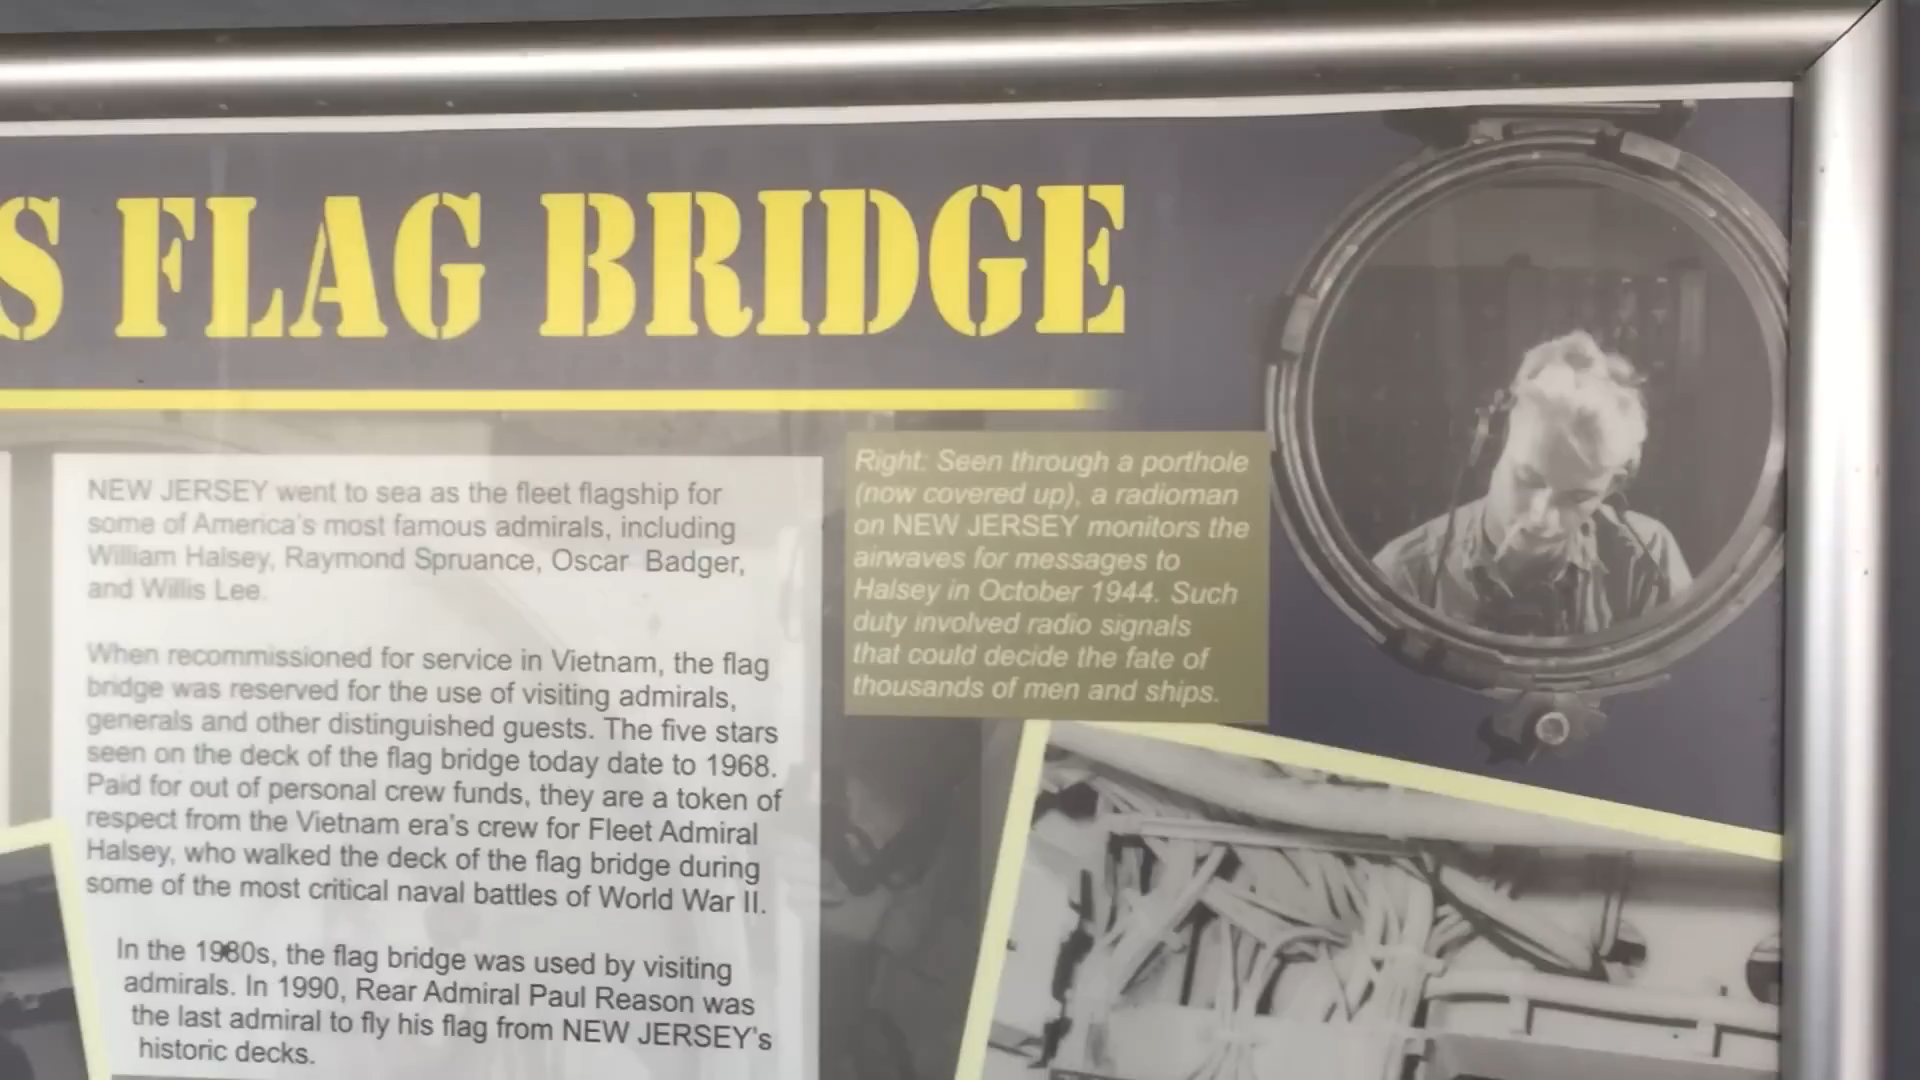 S FLAG BRIDGE
NEW JERSEY went to sea as the fleet flagship for
some of America's most famous admirals, including
William Halsey, Raymond Spruance, Oscar Badger,
and Willis Lee.
When recommissioned for service in Vietnam, the flag
bridge was reserved for the use of visiting admirals,
generals and other distinguished guests. The five stars
seen on the deck of the flag bridge today date to 1968.
Paid for out of personal crew funds, they are a token of
respect from the Vietnam era's crew for Fleet Admiral
Halsey, who walked the deck of the flag bridge during
some of the most critical naval battles of World War II.
In the 1980s, the flag bridge was used by visiting
admirals. In 1990, Rear Admiral Paul Reason was
the last admiral to fly his flag from NEW JERSEY's
historic decks.
Right: Seen through a porthole
(now covered up), a radioman
on NEW JERSEY monitors the
airwaves for messages to
Halsey in October 1944. Such
duty involved radio signals
that could decide the fate of
thousands of men and ships.